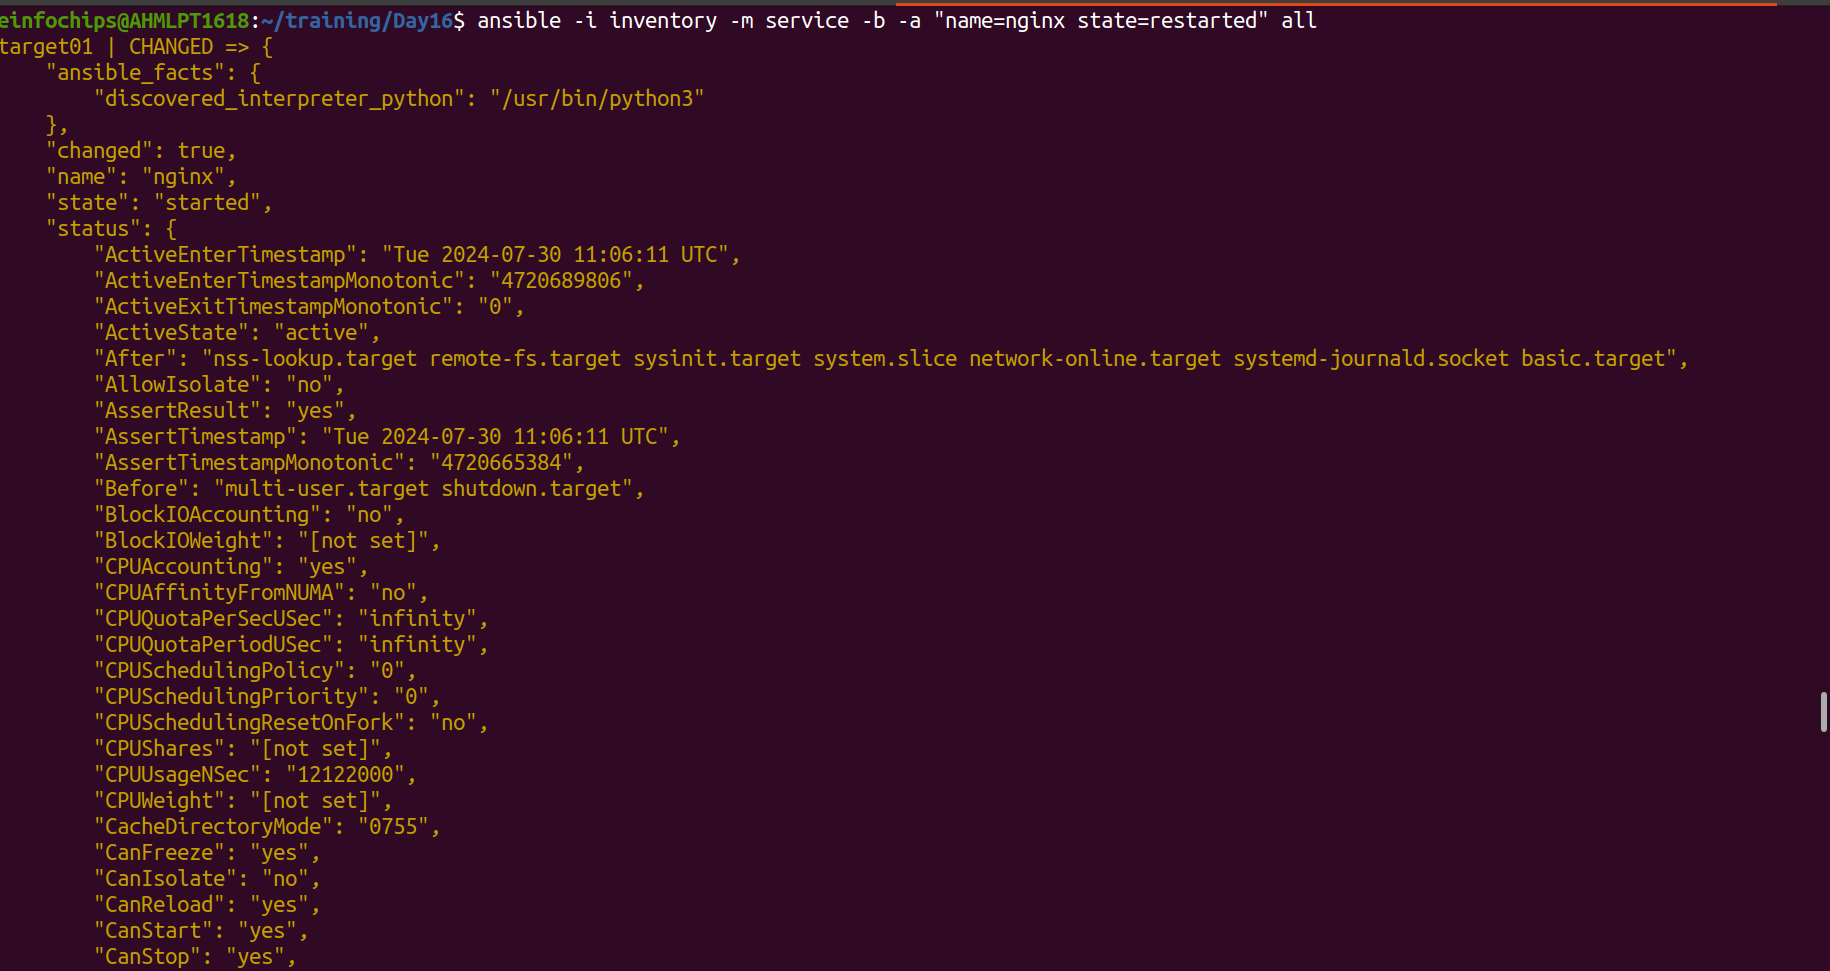 einfochips@AHMLPT1618:~/training/Day16$ ansible -i inventory -m service -b -a "name=nginx state=restarted" all
target01 | CHANGED => {
    "ansible_facts": {
        "discovered_interpreter_python": "/usr/bin/python3"
    },
    "changed": true,
    "name": "nginx",
    "state": "started",
    "status": {
        "ActiveEnterTimestamp": "Tue 2024-07-30 11:06:11 UTC",
        "ActiveEnterTimestampMonotonic": "4720689806",
        "ActiveExitTimestampMonotonic": "0",
        "ActiveState": "active",
        "After": "nss-lookup.target remote-fs.target sysinit.target system.slice network-online.target systemd-journald.socket basic.target",
        "AllowIsolate": "no",
        "AssertResult": "yes",
        "AssertTimestamp": "Tue 2024-07-30 11:06:11 UTC",
        "AssertTimestampMonotonic": "4720665384",
        "Before": "multi-user.target shutdown.target",
        "BlockIOAccounting": "no",
        "BlockIOWeight": "[not set]",
        "CPUAccounting": "yes",
        "CPUAffinityFromNUMA": "no",
        "CPUQuotaPerSecUSec": "infinity",
        "CPUQuotaPeriodUSec": "infinity",
        "CPUSchedulingPolicy": "0",
        "CPUSchedulingPriority": "0",
        "CPUSchedulingResetOnFork": "no",
        "CPUShares": "[not set]",
        "CPUUsageNSec": "12122000",
        "CPUWeight": "[not set]",
        "CacheDirectoryMode": "0755",
        "CanFreeze": "yes",
        "CanIsolate": "no",
        "CanReload": "yes",
        "CanStart": "yes",
        "CanStop": "yes",